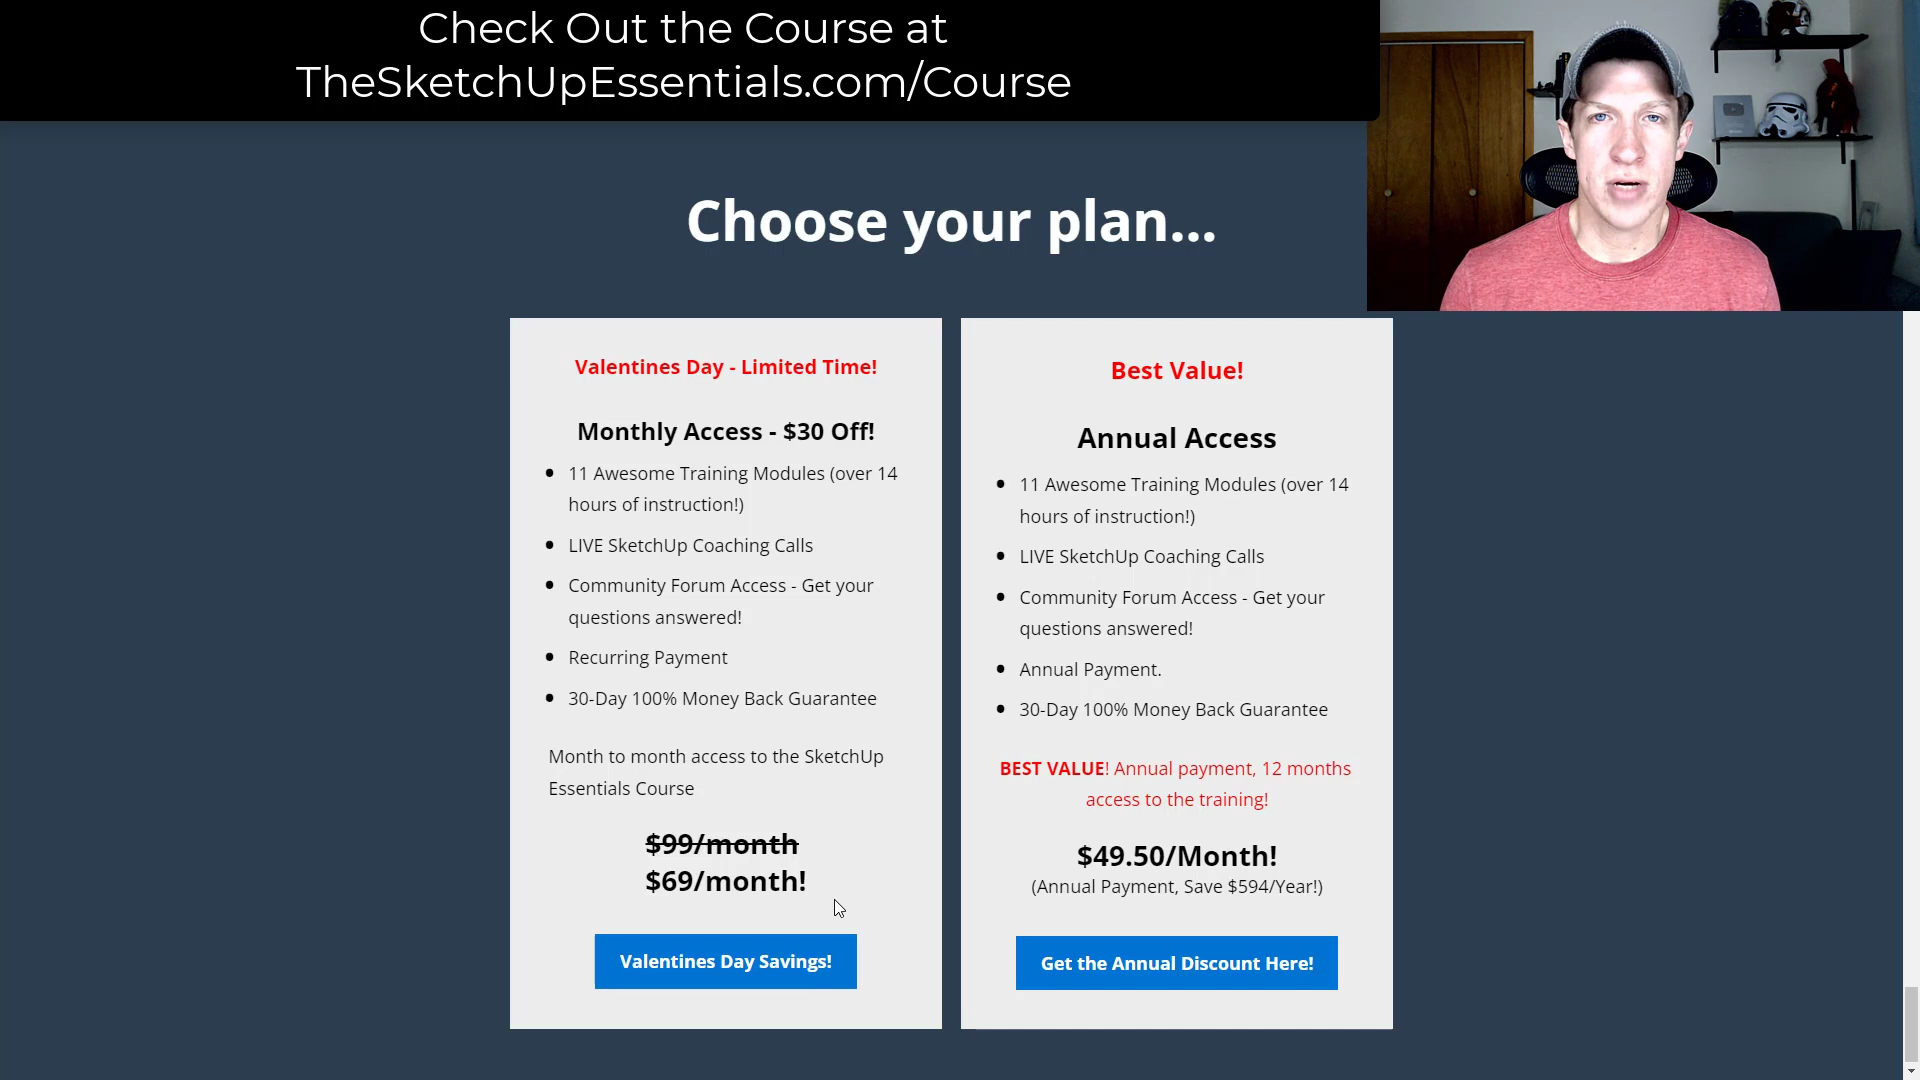 Check Out the Course at
TheSketchUpEssentials.com/Course
Choose your plan...
Valentines Day - Limited Time!
Monthly Access - $30 Off!
11 Awesome Training Modules (over 14
hours of instruction!)
LIVE SketchUp Coaching Calls
Community Forum Access - Get your
questions answered!
Recurring Payment
30-Day 100% Money Back Guarantee
Month to month access to the SketchUp
Essentials Course
$99/month
$69/month!
Valentines Day Savings!
Best Value!
Annual Access
11 Awesome Training Modules (over 14
hours of instruction!)
LIVE SketchUp Coaching Calls
Community Forum Access - Get your
questions answered!
Annual Payment.
30-Day 100% Money Back Guarantee
BEST VALUE! Annual payment, 12 months
access to the training!
$49.50/Month!
(Annual Payment, Save $594/Year!)
Get the Annual Discount Here!